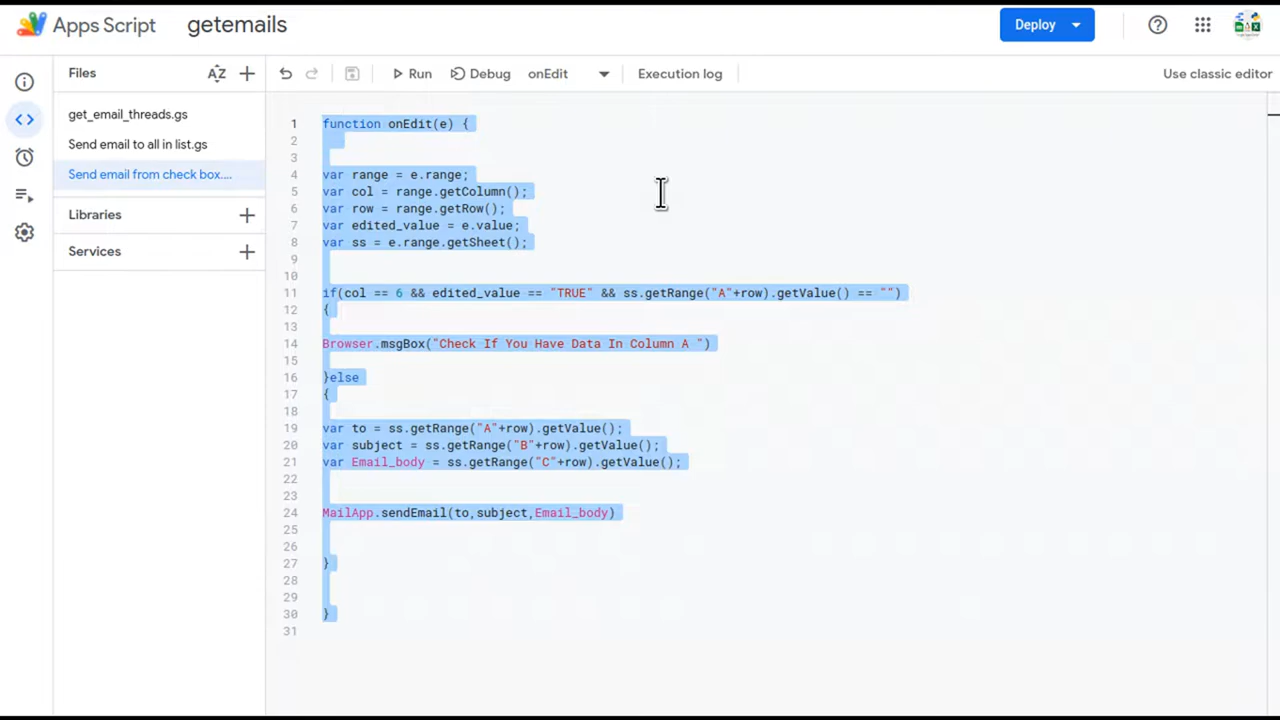 Apps Script
getemails
Deploy
Files
AZ
Run
Debug
onEdit
Execution log
Use classic editor
get_email_threads.gs
Send email to all in list.gs
Send email from check box....
Libraries
Services
1 function onEdit(e) {
2
3
4 var range = e.range;
5 var col = range.getColumn();
6 var row = range.getRow();
7 var edited_value = e.value;
8 var ss = e.range.getSheet();
9
10
11 if(col == 6 && edited_value == "TRUE" && ss.getRange("A"+row).getValue() == "")
12 {
13
14 Browser.msgBox("Check If You Have Data In Column A ")
15
16 }else
17 {
18
19 var to = ss.getRange("A"+row).getValue();
20 var subject = ss.getRange("B"+row).getValue();
21 var Email_body = ss.getRange("C"+row).getValue();
22
23
24 MailApp.sendEmail(to,subject,Email_body)
25
26
27 }
28
29
30 }
31